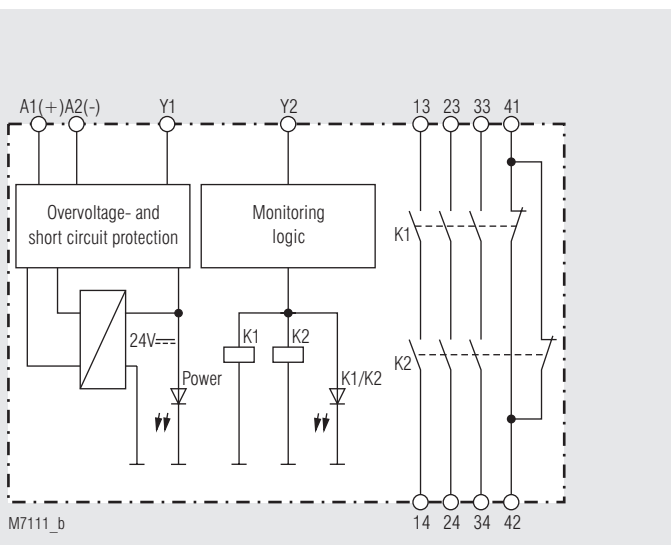 A1(+)A2(-) Y1 Y2 13 23 33 41
Overvoltage- and
short circuit protection
Monitoring
logic
K1
24V
K1 K2
K2
Power
K1/K2
M7111_b
14 24 34 42